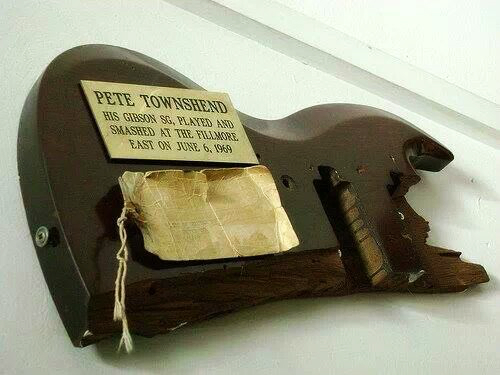 PETE TOWNSHEND
HIS GIBSON SG, PLAYED AND
SMASHED AT THE FILLMORE
EAST ON JUNE 6, 1969